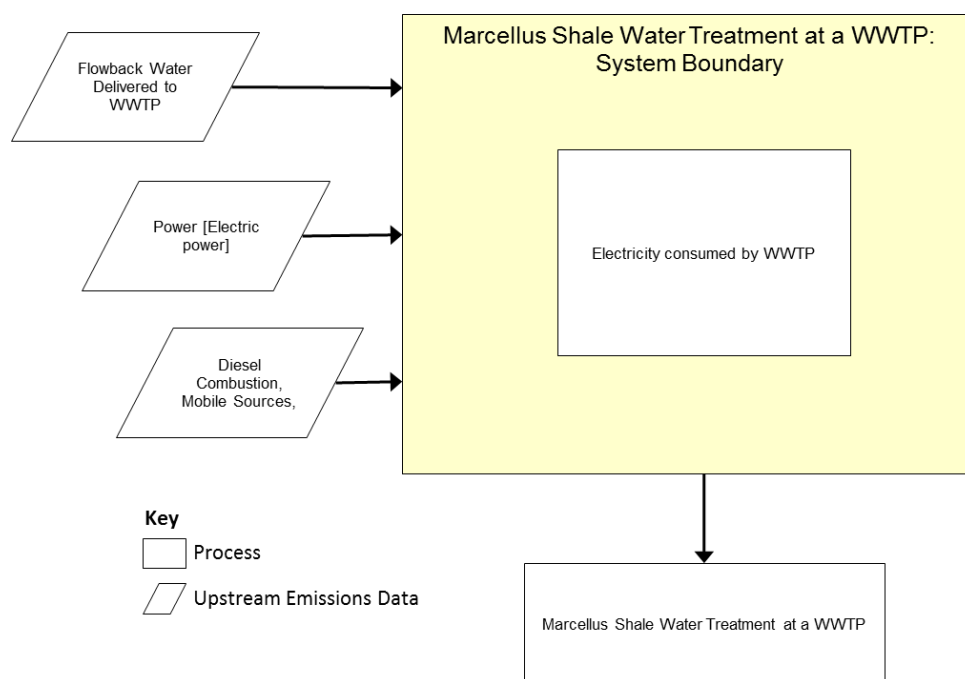 Marcellus Shale Water Treatment at a WWTP:
System Boundary
Flowback Water
Delivered to
WWTP
Power [Electric
power]
Electricity consumed by WWTP
Diesel
Combustion,
Mobile Sources,
Key
Process
Upstream Emissions Data
Marcellus Shale Water Treatment at a WWTP